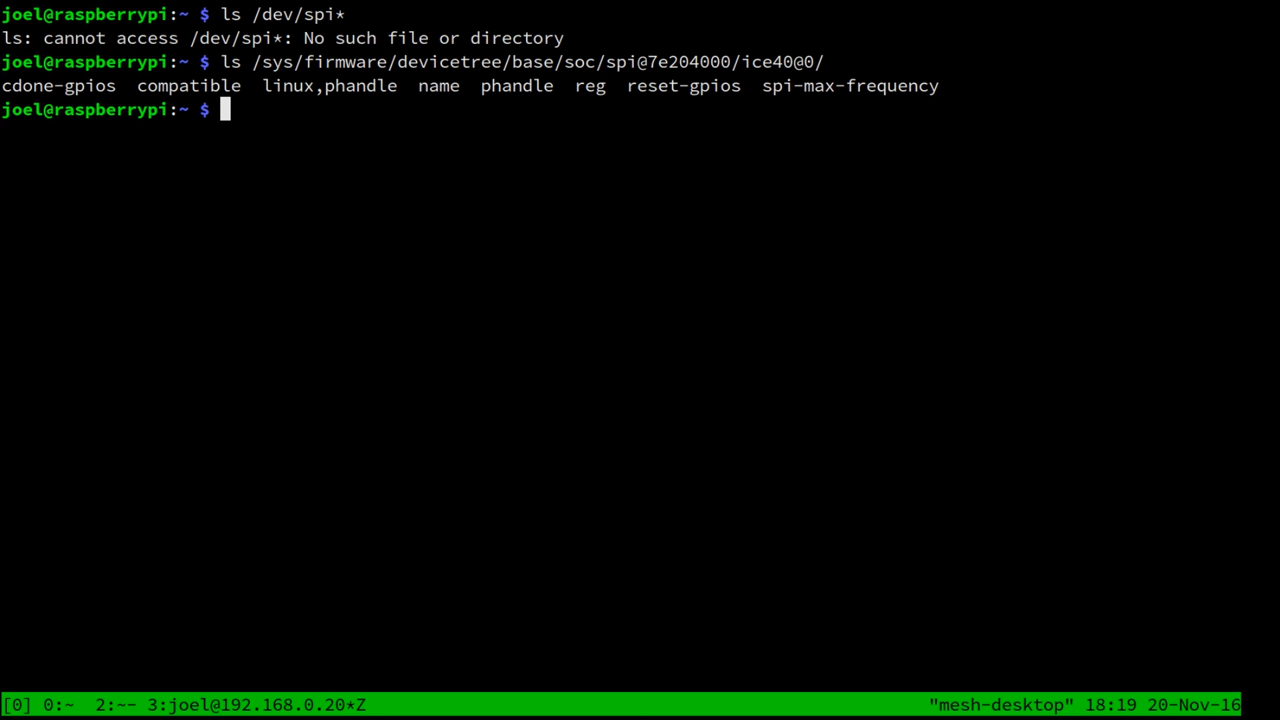 joel@raspberrypi:~ $ ls /dev/spi*
ls: cannot access /dev/spi*: No such file or directory
joel@raspberrypi:~ $ ls /sys/firmware/devicetree/base/soc/spi@7e204000/ice40@0/
cdone-gpios  compatible  linux,phandle  name  phandle  reg  reset-gpios  spi-max-frequency
joel@raspberrypi:~ $
[0] 0:~  2:~- 3:joel@192.168.0.20*Z "mesh-desktop" 18:19 20-Nov-16